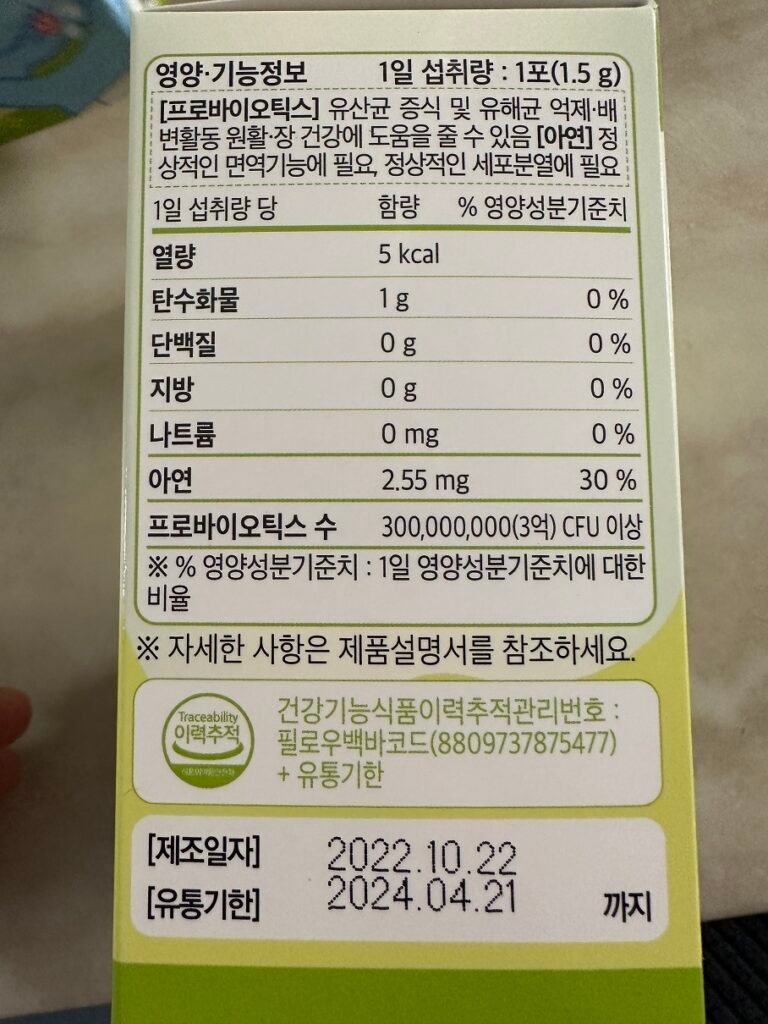 영양·기능정보 1일 섭취량 : 1포(1.5 g)
[프로바이오틱스] 유산균 증식 및 유해균 억제·배
변활동 원활·장 건강에 도움을 줄 수 있음 [아연] 정
상적인 면역기능에 필요, 정상적인 세포분열에 필요
1일 섭취량 당 함량 % 영양성분기준치
열량 5 kcal
탄수화물 1 g 0 %
단백질 0 g 0 %
지방 0 g 0 %
나트륨 0 mg 0 %
아연 2.55 mg 30 %
프로바이오틱스 수 300,000,000(3억) CFU 이상
※ % 영양성분기준치 : 1일 영양성분기준치에 대한
비율
※ 자세한 사항은 제품설명서를 참조하세요.
Traceability
이력추적
건강기능식품이력추적관리번호 :
필로우백바코드(8809737875477)
+ 유통기한
[제조일자] 2022.10.22
[유통기한] 2024.04.21 까지